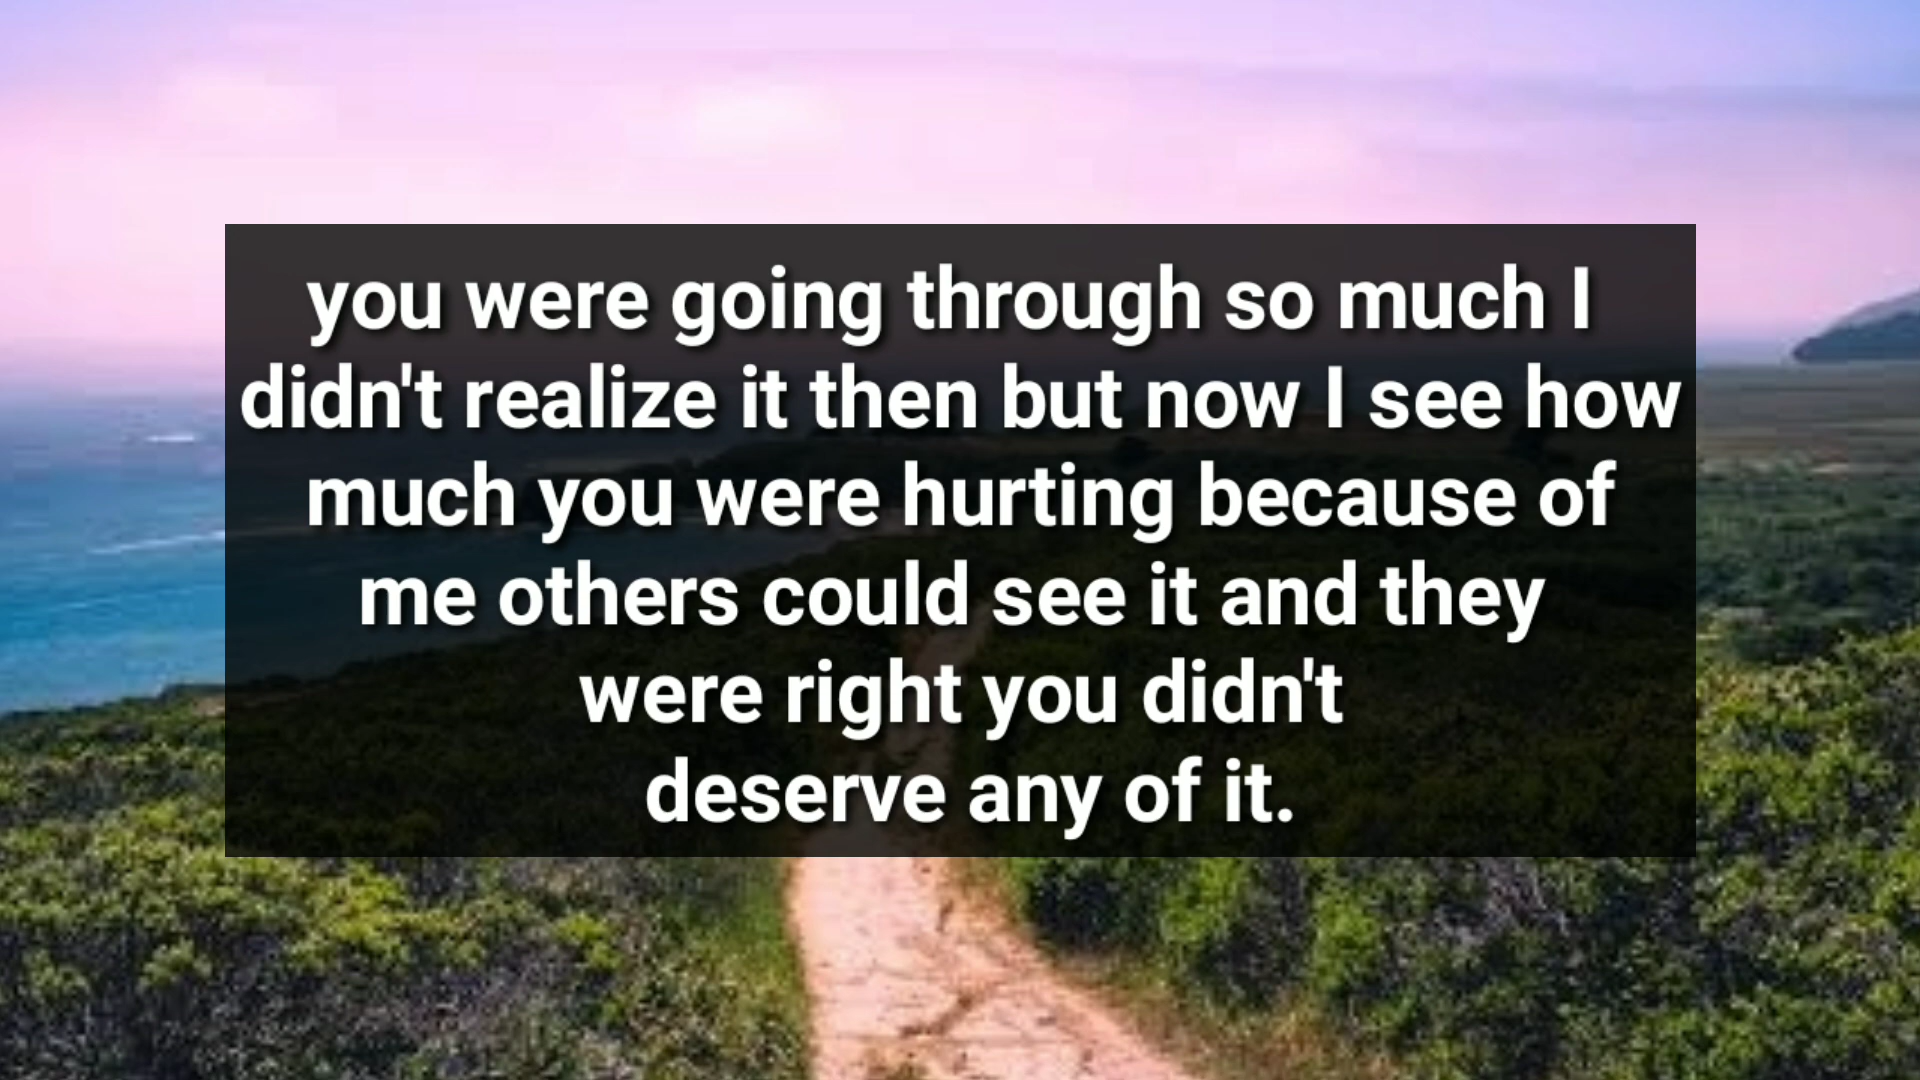 you were going through so much I
didn't realize it then but now I see how
much you were hurting because of
me others could see it and they
were right you didn't
deserve any of it.